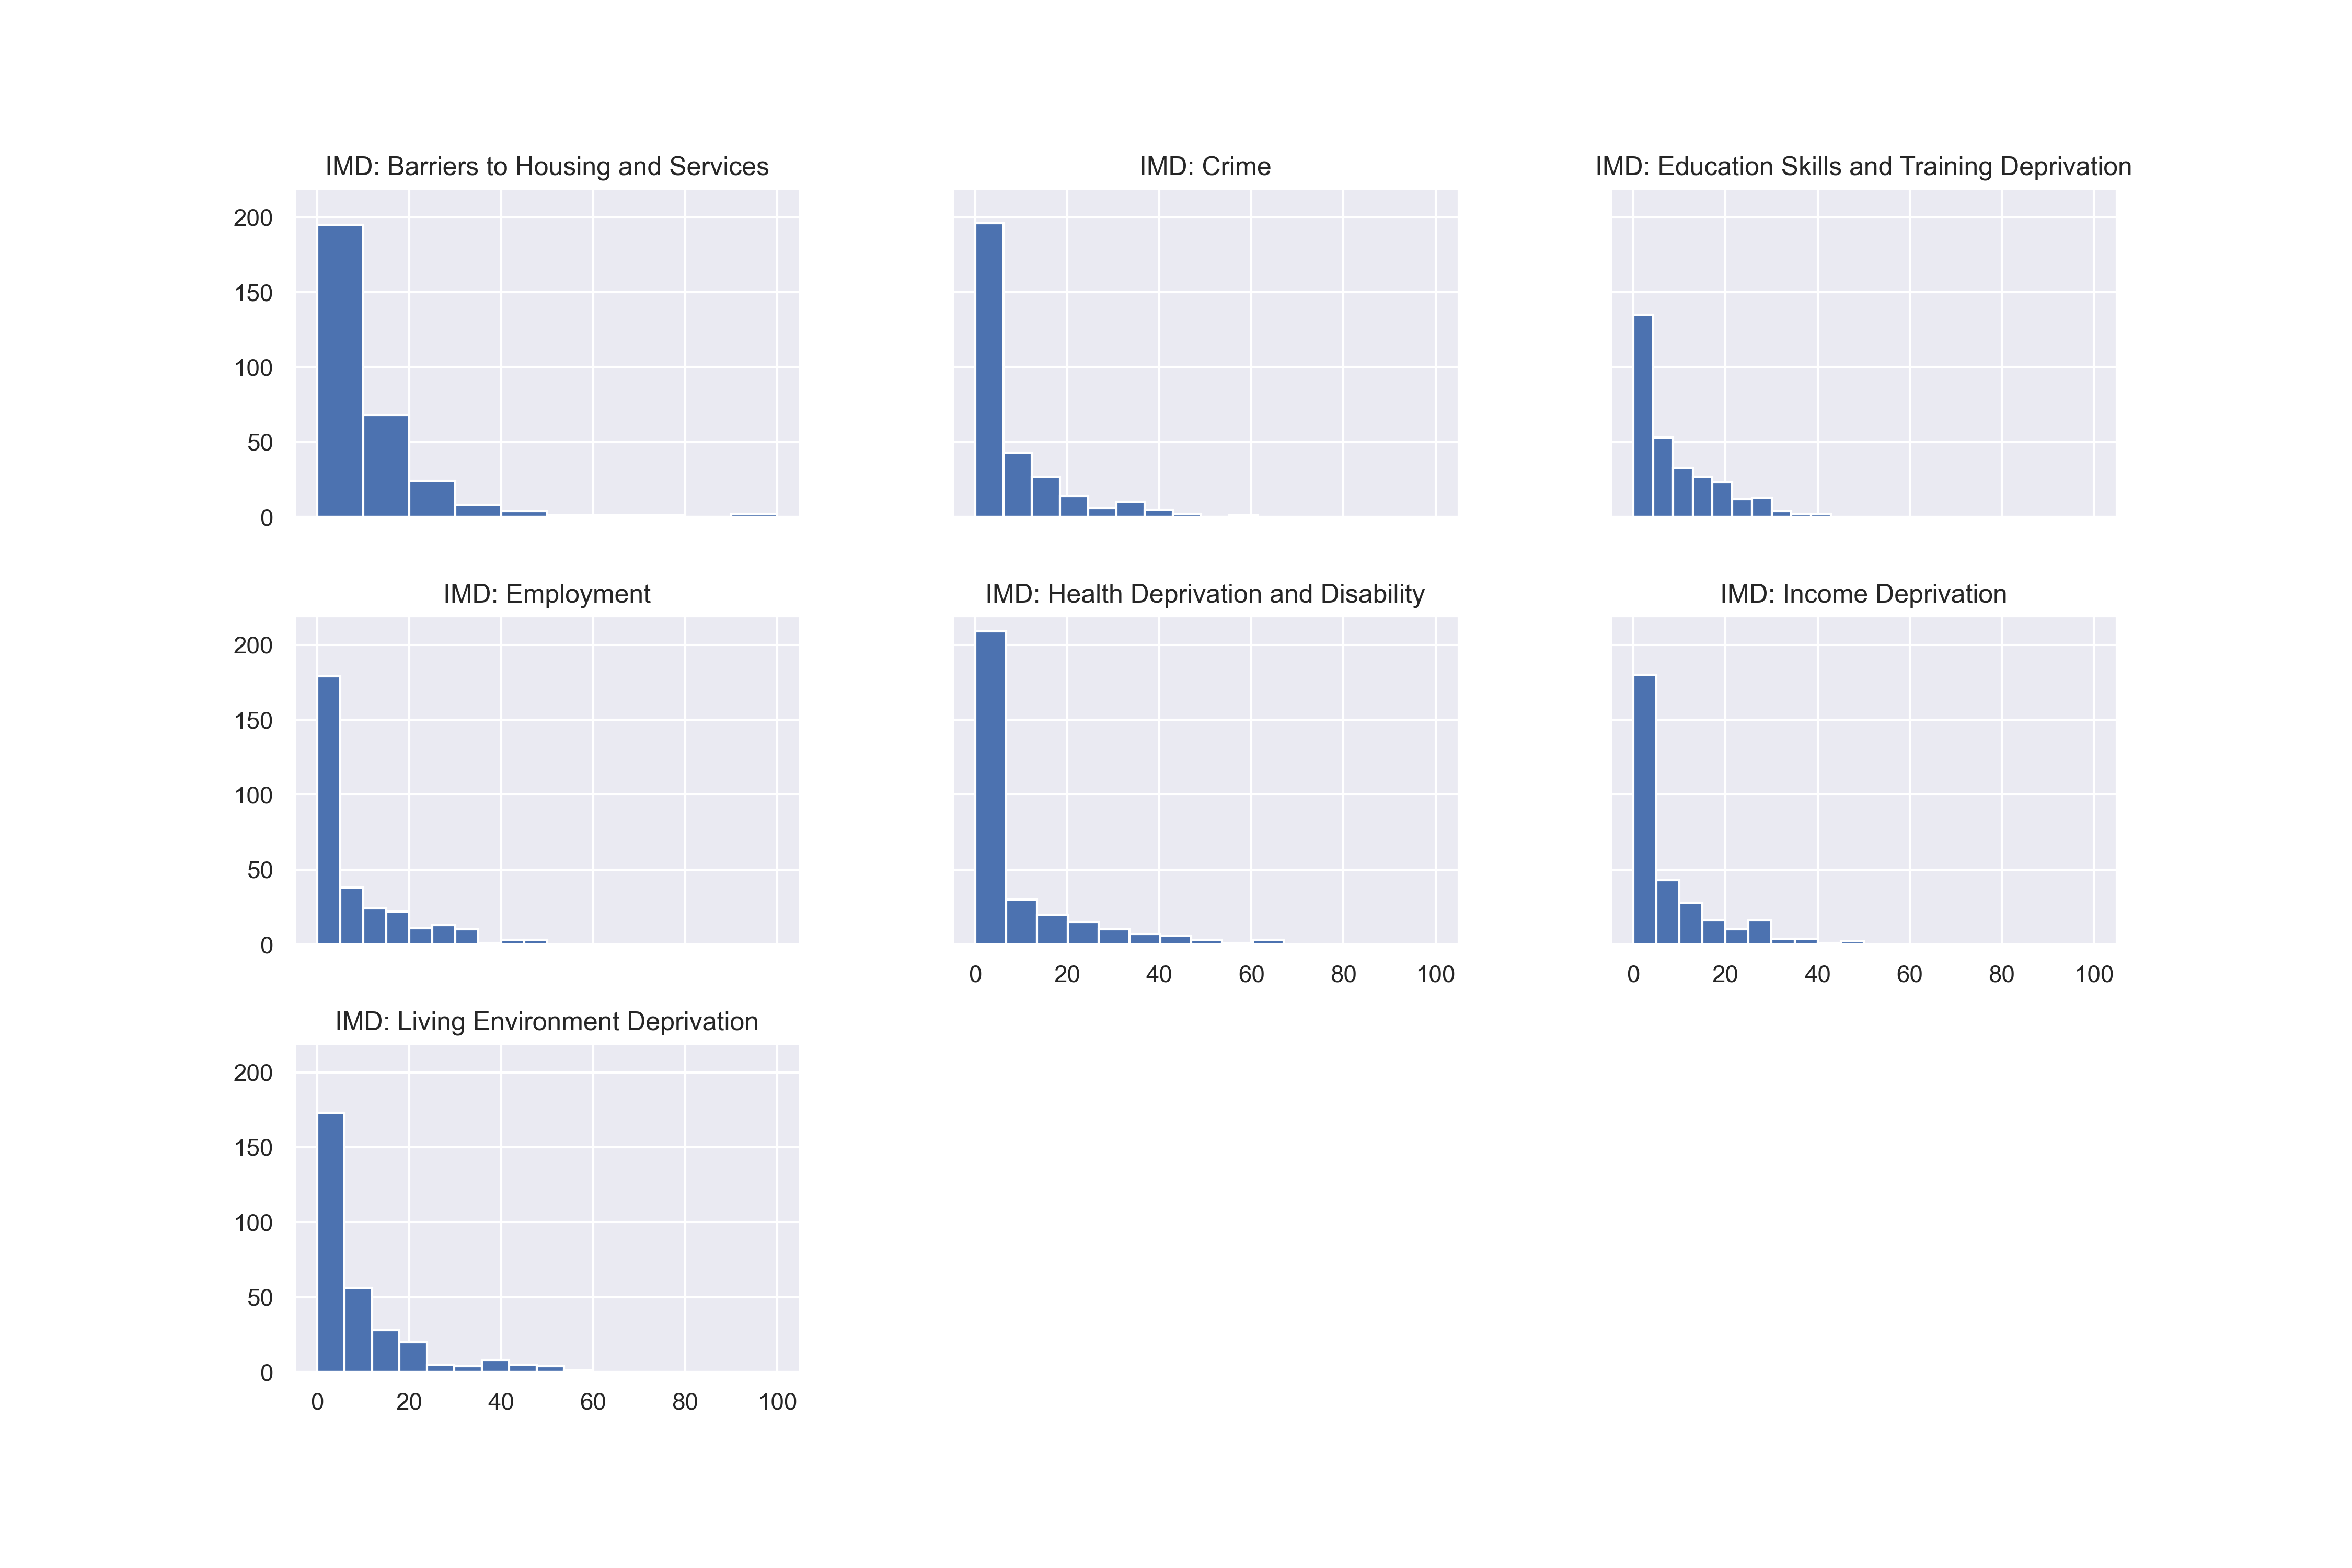 IMD: Barriers to Housing and Services
IMD: Crime
IMD: Education Skills and Training Deprivation
200
150
100
50
0
IMD: Employment
IMD: Health Deprivation and Disability
IMD: Income Deprivation
200
150
100
50
0
0 20 40 60 80 100
0 20 40 60 80 100
IMD: Living Environment Deprivation
200
150
100
50
0
0 20 40 60 80 100